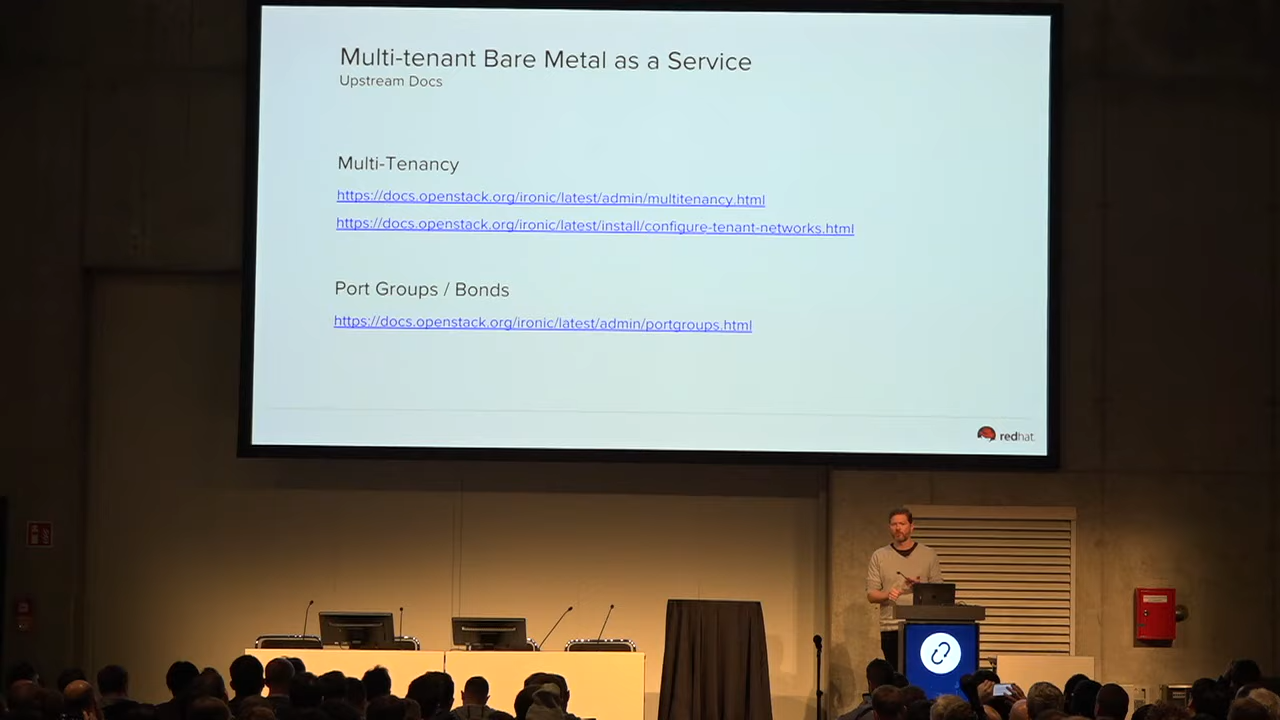 Multi-tenant Bare Metal as a Service
Upstream Docs
Multi-Tenancy
https://docs.openstack.org/ironic/latest/admin/multitenancy.html
https://docs.openstack.org/ironic/latest/install/configure-tenant-networks.html
Port Groups / Bonds
https://docs.openstack.org/ironic/latest/admin/portgroups.html
redhat